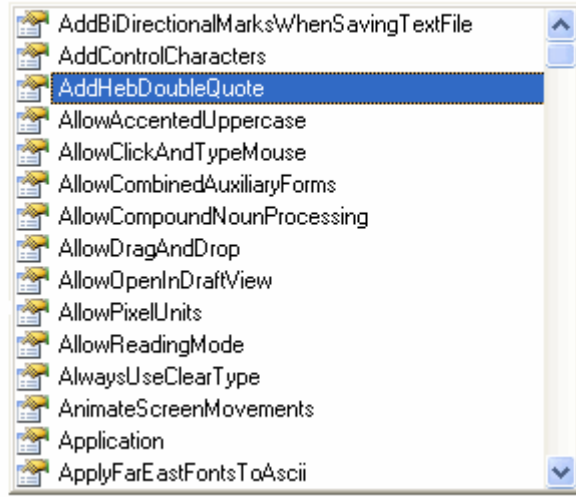 AddBiDirectionalMarksWhenSavingTextFile
AddControlCharacters
AddHebDoubleQuote
AllowAccentedUppercase
AllowClickAndTypeMouse
AllowCombinedAuxiliaryForms
AllowCompoundNounProcessing
AllowDragAndDrop
AllowOpenInDraftView
AllowPixelUnits
AllowReadingMode
AlwaysUseClearType
AnimateScreenMovements
Application
ApplyFarEastFontsToAscii